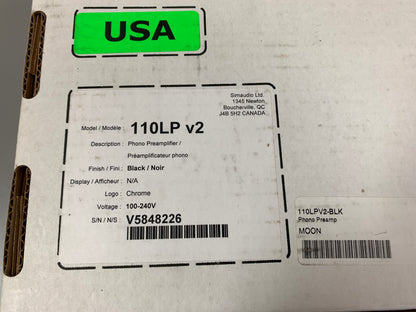 USA
Simaudio Ltd.
1345 Newton,
Boucherville, QC
J4B 5H2 CANADA
Model / Modèle : 110LP v2
Description : Phono Preamplifier /
Préamplificateur phono
Finish / Fini : Black / Noir
Display / Afficheur : N/A
Logo : Chrome
Voltage : 100-240V
S/N / N/S : V5848226
110LPV2-BLK
Phono Preamp
MOON